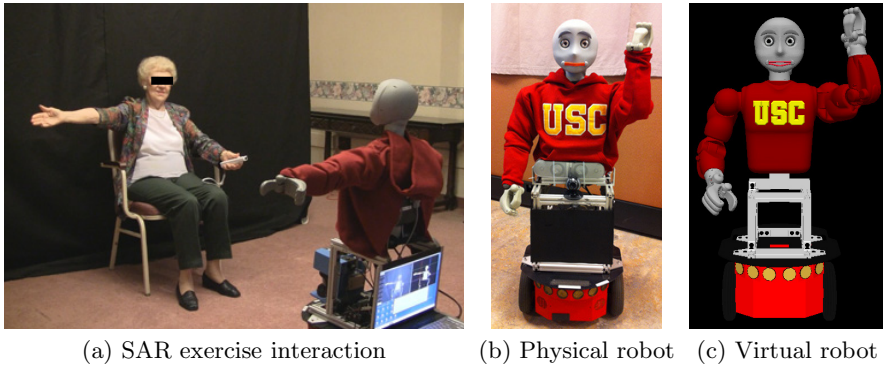 USC
USC
(a) SAR exercise interaction
(b) Physical robot
(c) Virtual robot